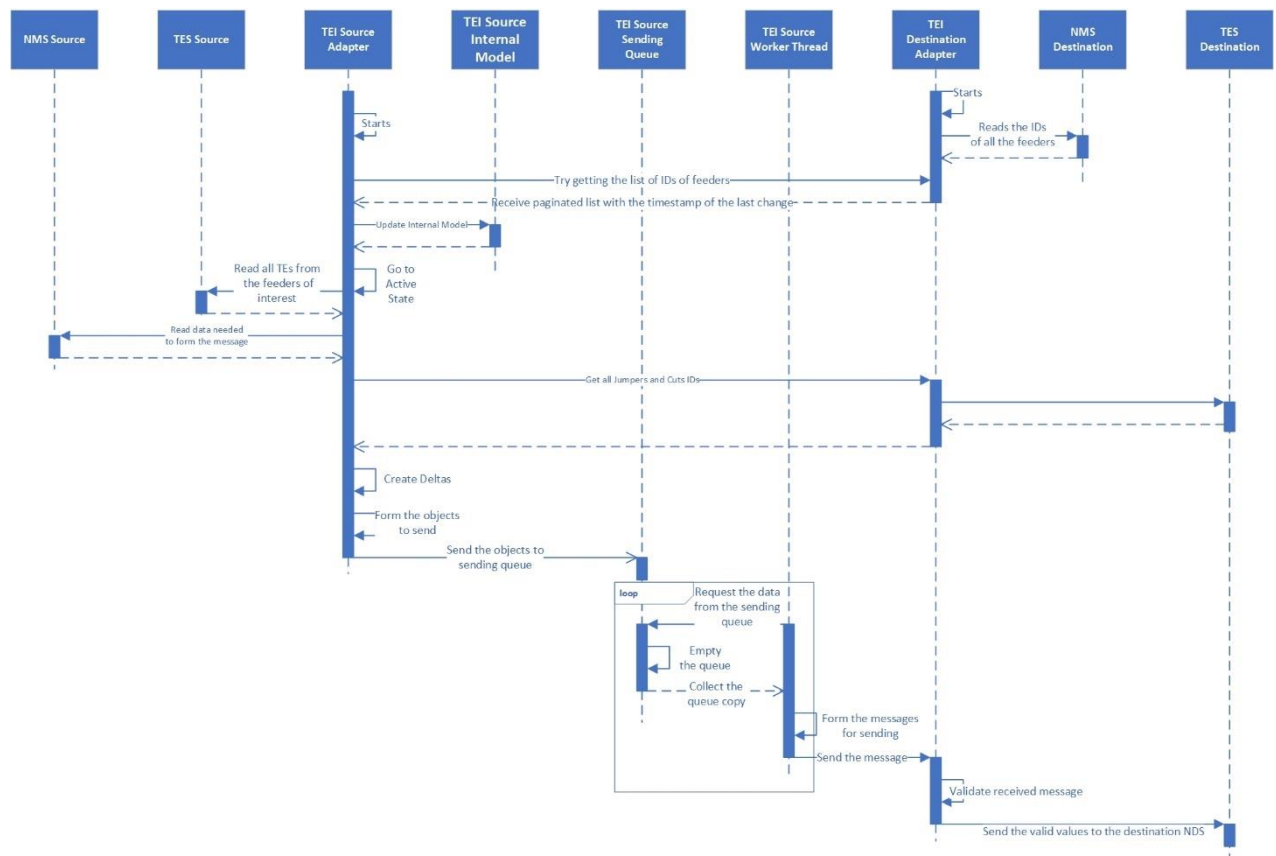 NMS Source
TES Source
TEI Source
Adapter
TEI Source
Internal
Model
TEI Source
Sending
Queue
TEI Source
Worker Thread
TEI
Destination
Adapter
NMS
Destination
TES
Destination
Starts
Starts
Reads the IDs
of all the feeders
Try getting the list of IDs of feeders
Receive paginated list with the timestamp of the last change
Update Internal Model
Go to
Active
State
Read all TEs from
the feeders of
interest
Read data needed
to form the message
Get all Jumpers and Cuts IDs
Create Deltas
Form the objects
to send
Send the objects to
sending queue
loop
Request the data
from the sending
queue
Empty
the queue
Collect the
queue copy
Form the messages
for sending
Send the message
Validate received message
Send the valid values to the destination NDS